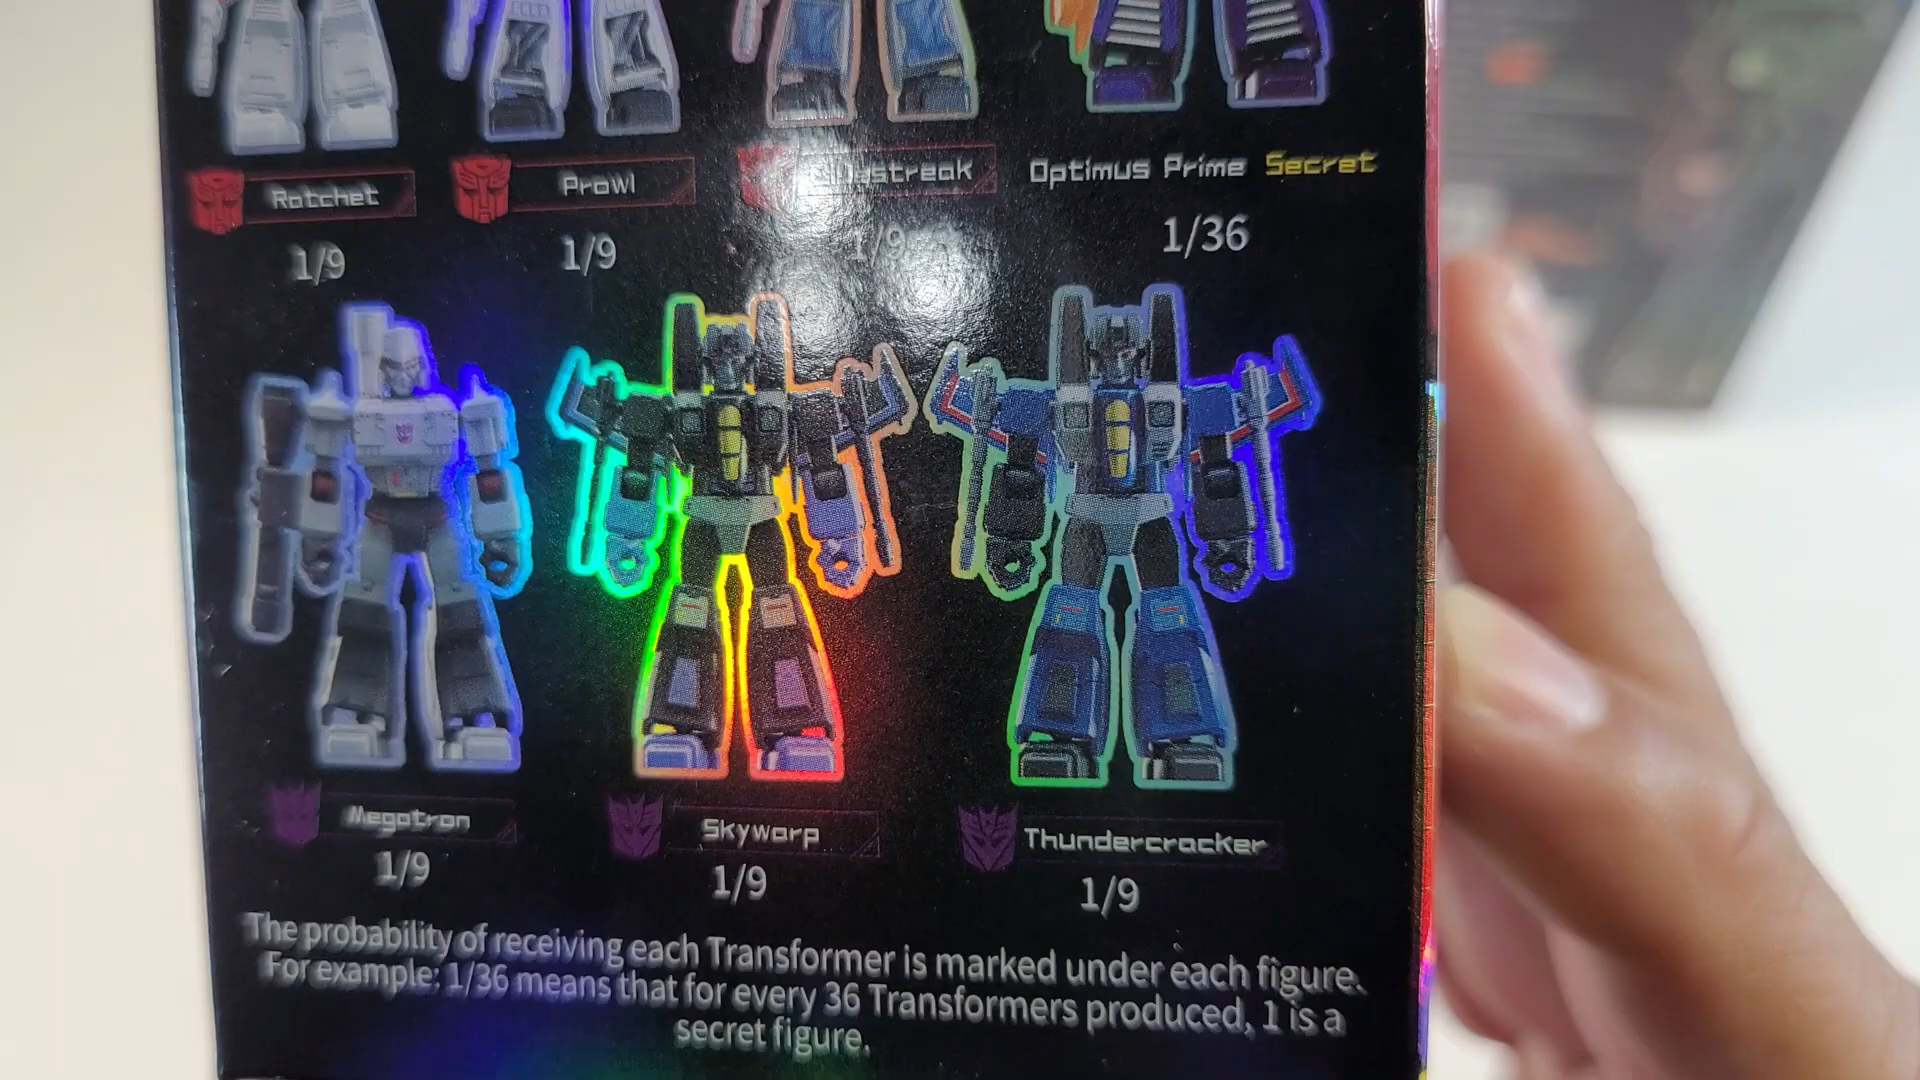 Ratchet
Prowl
Optimus Prime Secret
1/9
1/9
1/9
1/36
Megatron
Skywarp
Thundercracker
1/9
1/9
1/9
The probability of receiving each Transformer is marked under each figure.
For example: 1/36 means that for every 36 Transformers produced, 1 is a
secret figure.